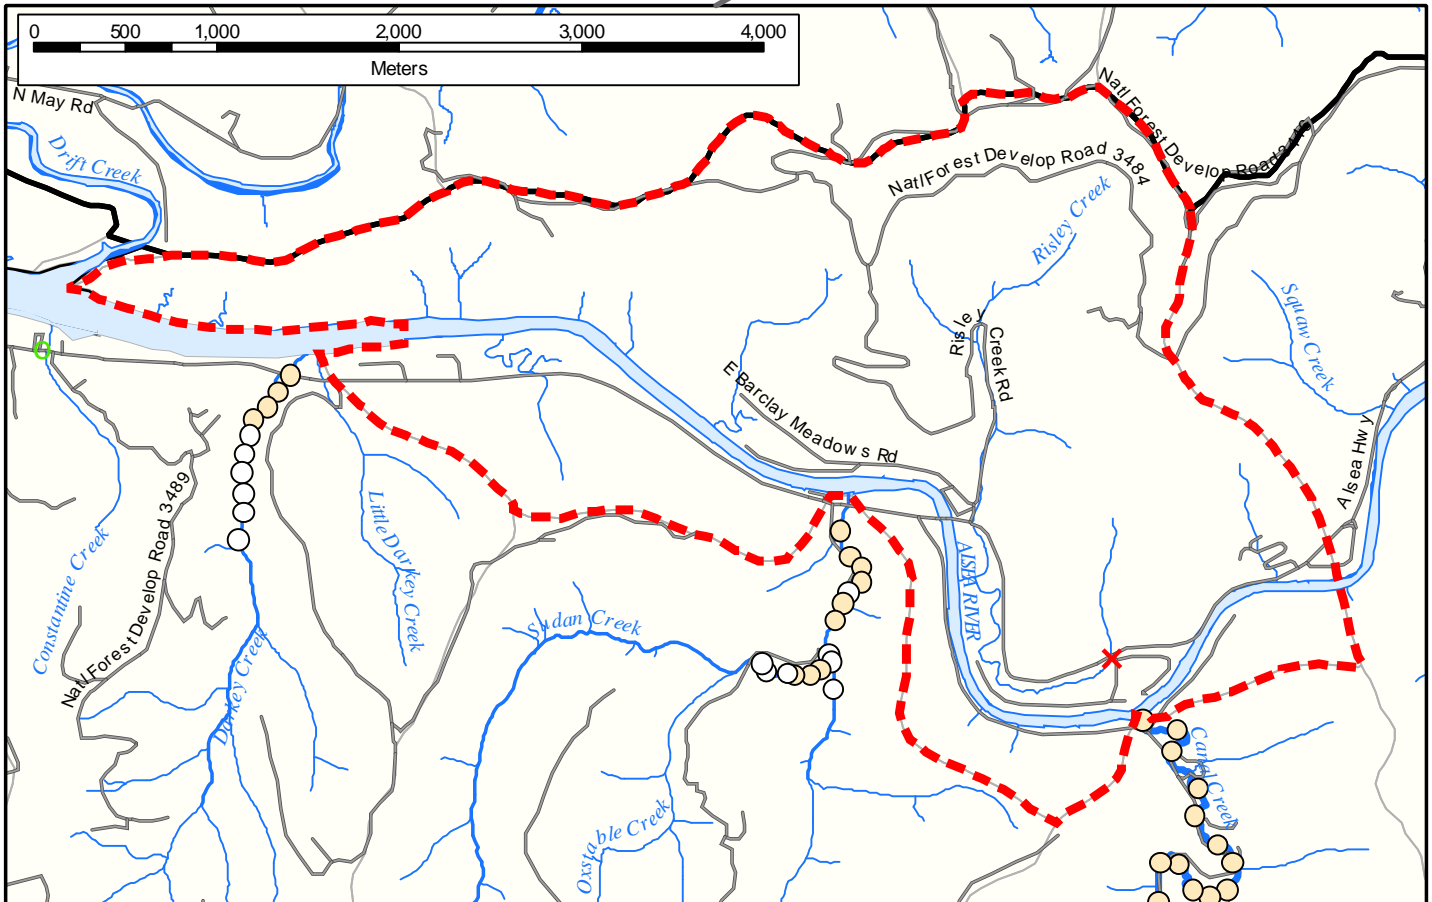 0 500 1,000 2,000 3,000 4,000
Meters
N May Rd
Drift Creek
Natl Forest Develop Road 3484
Risley Creek
Squaw Creek
Risley Creek Rd
E Barclay Meadows Rd
Alsea Hwy
Natl Forest Develop Road 3489
Little Darkey Creek
Constantine Creek
ALSEA RIVER
Sudan Creek
Darkey Creek
Canal Creek
Oxstable Creek
Natl Forest Develop Road